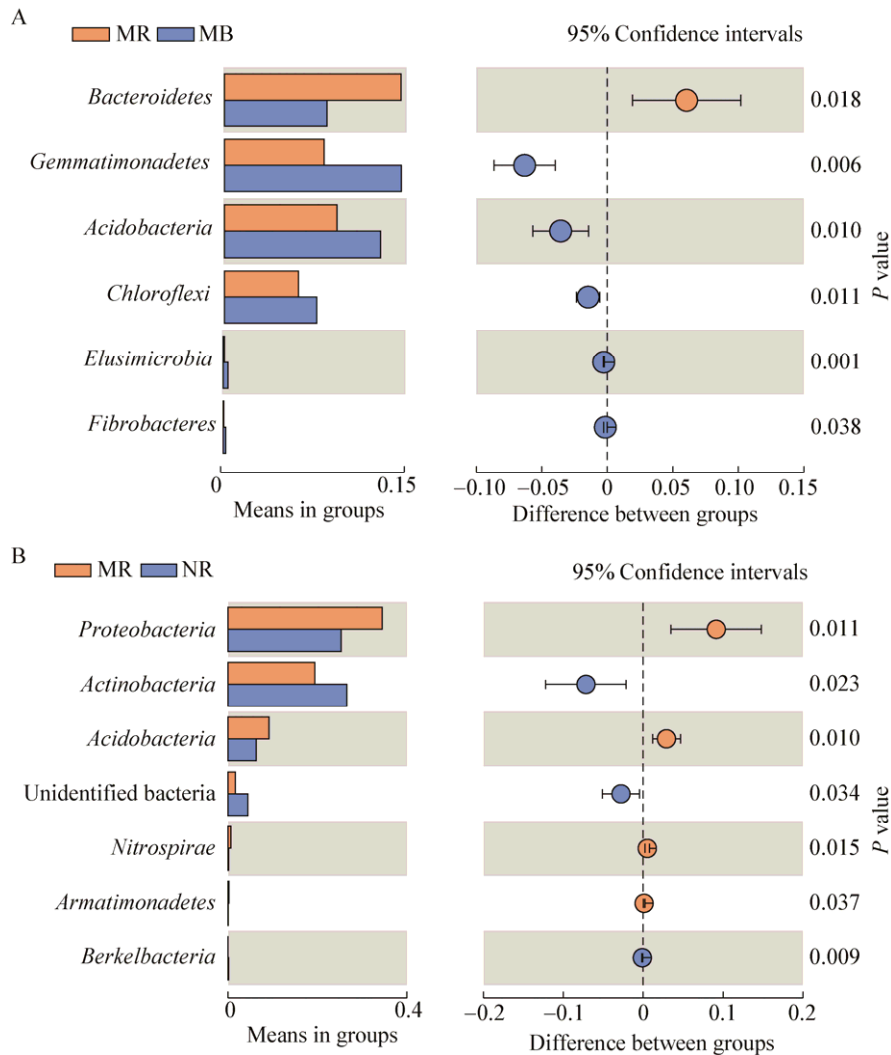 A
MR MB
95% Confidence intervals
Bacteroidetes
0.018
Gemmatimonadetes
0.006
Acidobacteria
0.010
Chloroflexi
0.011
Elusimicrobia
0.001
Fibrobacteres
0.038
P value
0 0.15
Means in groups
−0.10 −0.05 0 0.05 0.10 0.15
Difference between groups
B
MR NR
95% Confidence intervals
Proteobacteria
0.011
Actinobacteria
0.023
Acidobacteria
0.010
Unidentified bacteria
0.034
Nitrospirae
0.015
Armatimonadetes
0.037
Berkelbacteria
0.009
P value
0 0.4
Means in groups
−0.2 −0.1 0 0.1 0.2
Difference between groups